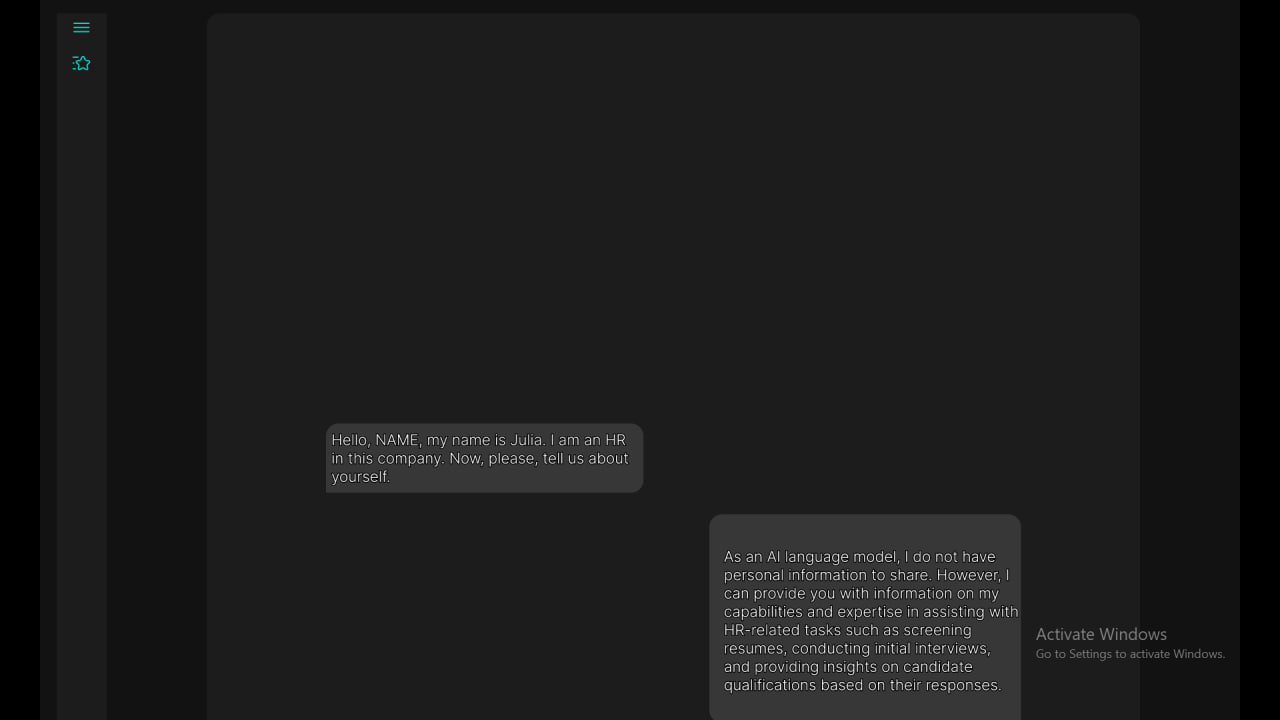 Hello, NAME, my name is Julia. I am an HR
in this company. Now, please, tell us about
yourself.
As an AI language model, I do not have
personal information to share. However, I
can provide you with information on my
capabilities and expertise in assisting with
HR-related tasks such as screening
resumes, conducting initial interviews,
and providing insights on candidate
qualifications based on their responses.
Activate Windows
Go to Settings to activate Windows.